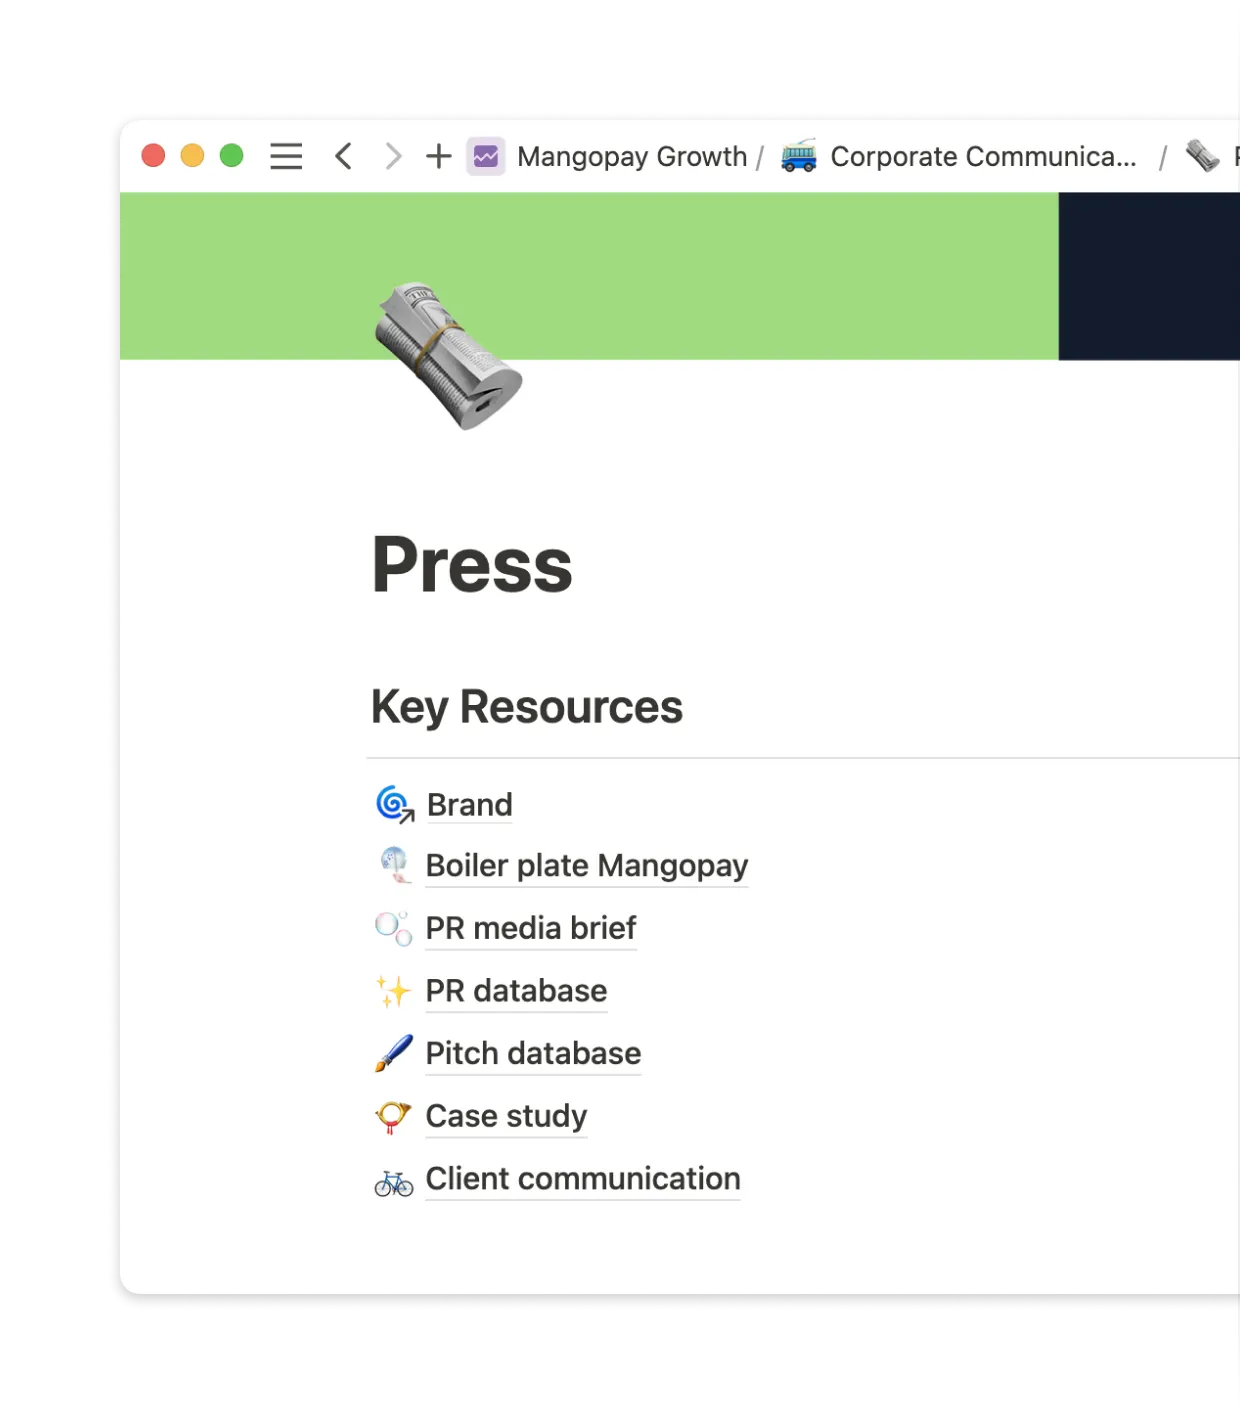 Mangopay Growth / Corporate Communica... /
Press
Key Resources
Brand
Boiler plate Mangopay
PR media brief
PR database
Pitch database
Case study
Client communication